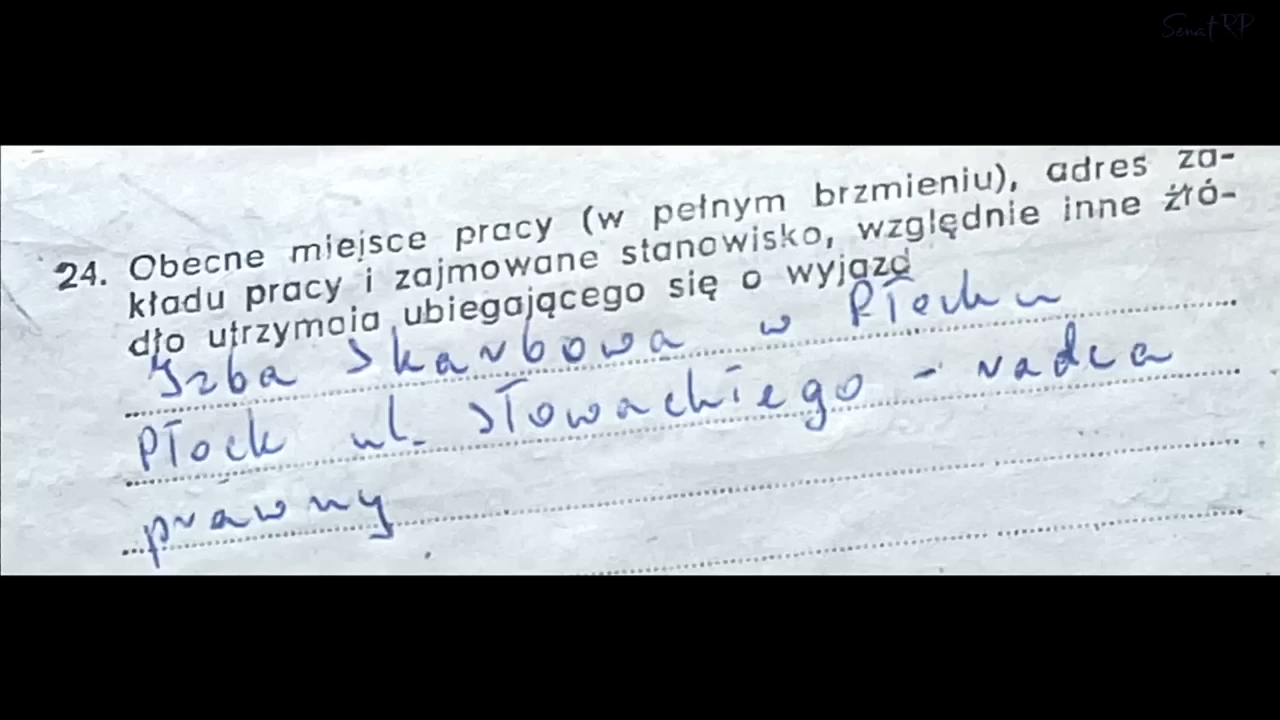 Senat RP
24. Obecne miejsce pracy (w pełnym brzmieniu), adres za-
kładu pracy i zajmowane stanowisko, względnie inne źró-
dło utrzymaia ubiegającego się o wyjazd
Izba Skarbowa w Płocku
Płock ul. Słowackiego - radca
prawny